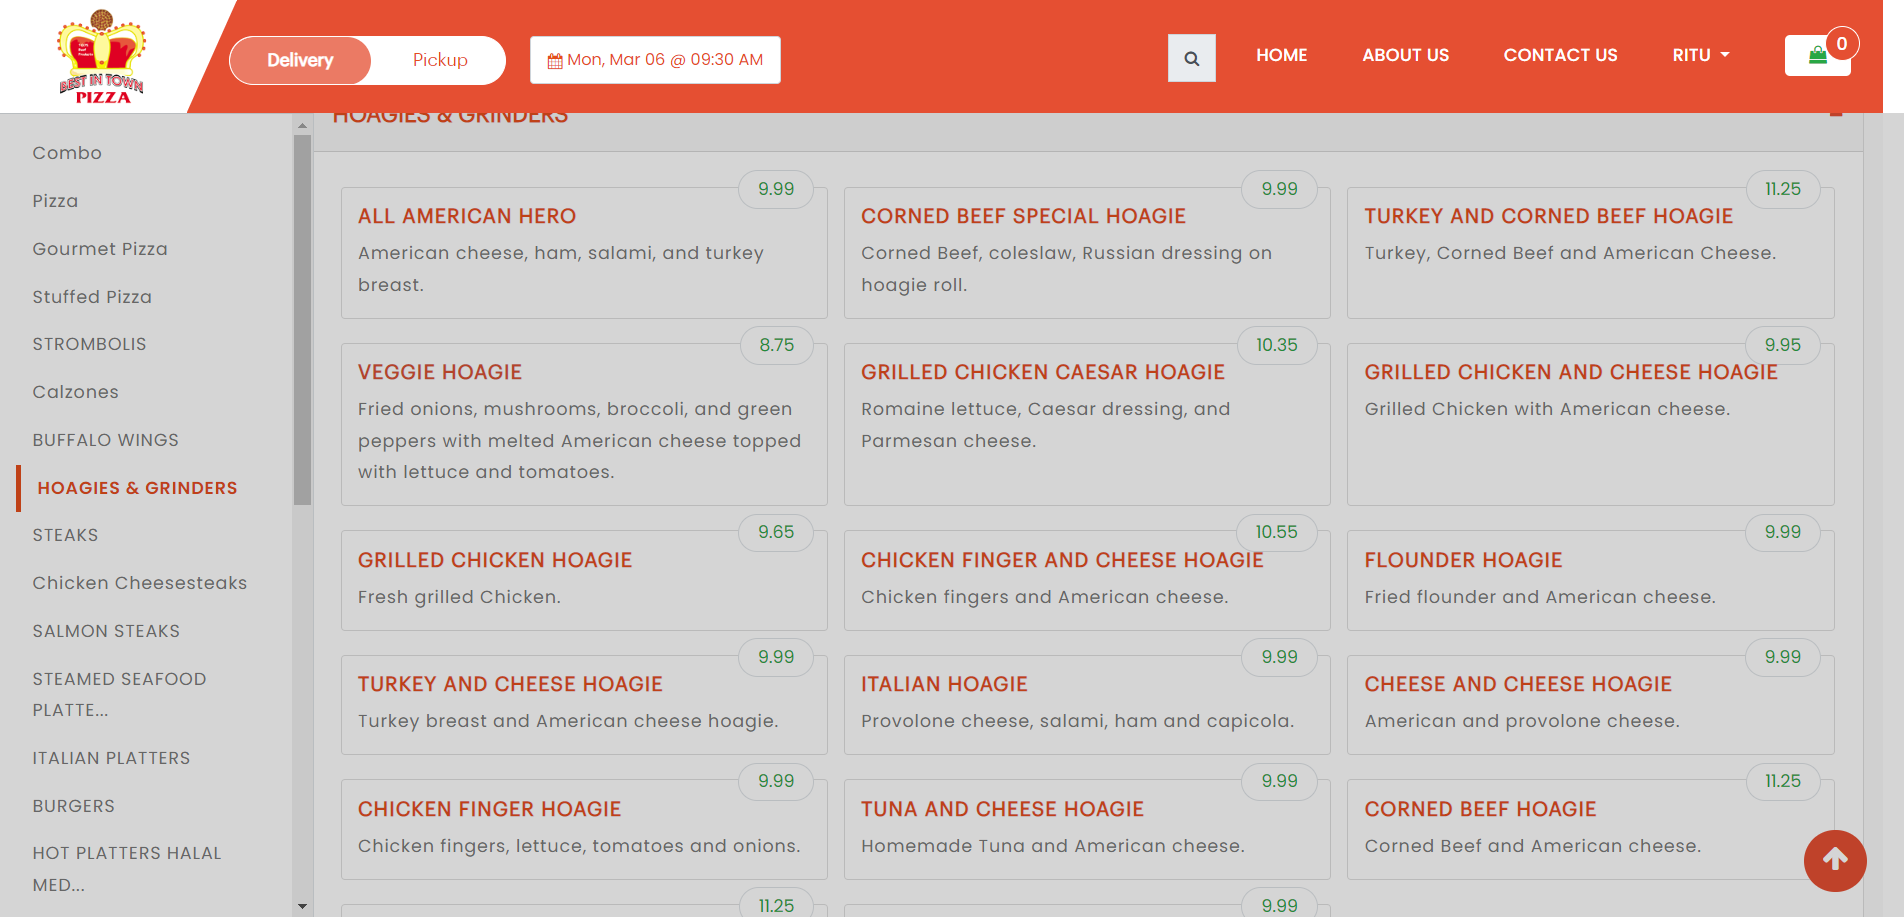 BEST IN TOWN
PIZZA
Delivery
Pickup
Mon, Mar 06 @ 09:30 AM
HOME
ABOUT US
CONTACT US
RITU
0
Combo
Pizza
Gourmet Pizza
Stuffed Pizza
STROMBOLIS
Calzones
BUFFALO WINGS
HOAGIES & GRINDERS
STEAKS
Chicken Cheesesteaks
SALMON STEAKS
STEAMED SEAFOOD
PLATTE...
ITALIAN PLATTERS
BURGERS
HOT PLATTERS HALAL
MED...
HOAGIES & GRINDERS
9.99
ALL AMERICAN HERO
American cheese, ham, salami, and turkey
breast.
9.99
CORNED BEEF SPECIAL HOAGIE
Corned Beef, coleslaw, Russian dressing on
hoagie roll.
11.25
TURKEY AND CORNED BEEF HOAGIE
Turkey, Corned Beef and American Cheese.
8.75
VEGGIE HOAGIE
Fried onions, mushrooms, broccoli, and green
peppers with melted American cheese topped
with lettuce and tomatoes.
10.35
GRILLED CHICKEN CAESAR HOAGIE
Romaine lettuce, Caesar dressing, and
Parmesan cheese.
9.95
GRILLED CHICKEN AND CHEESE HOAGIE
Grilled Chicken with American cheese.
9.65
GRILLED CHICKEN HOAGIE
Fresh grilled Chicken.
10.55
CHICKEN FINGER AND CHEESE HOAGIE
Chicken fingers and American cheese.
9.99
FLOUNDER HOAGIE
Fried flounder and American cheese.
9.99
TURKEY AND CHEESE HOAGIE
Turkey breast and American cheese hoagie.
9.99
ITALIAN HOAGIE
Provolone cheese, salami, ham and capicola.
9.99
CHEESE AND CHEESE HOAGIE
American and provolone cheese.
9.99
CHICKEN FINGER HOAGIE
Chicken fingers, lettuce, tomatoes and onions.
9.99
TUNA AND CHEESE HOAGIE
Homemade Tuna and American cheese.
11.25
CORNED BEEF HOAGIE
Corned Beef and American cheese.
11.25
9.99